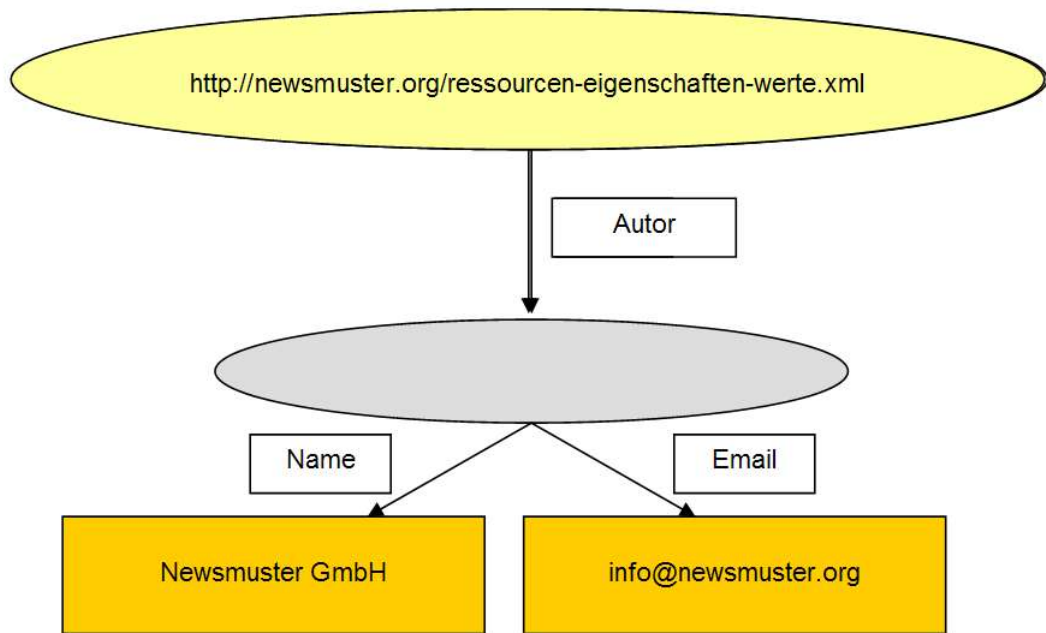 http://newsmuster.org/ressourcen-eigenschaften-werte.xml
Autor
Name
Email
Newsmuster GmbH
info@newsmuster.org